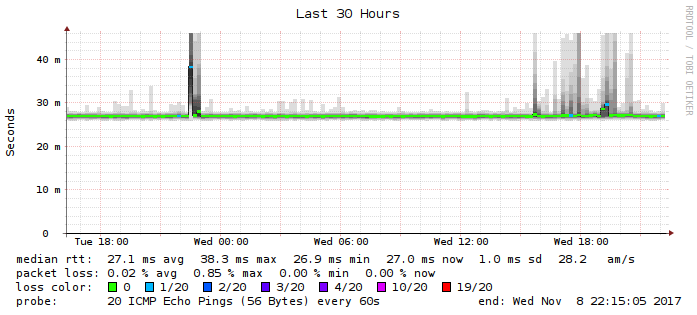 Last 30 Hours
RRDTOOL / TOBI OETIKER
Seconds
40 m
30 m
20 m
10 m
0
Tue 18:00 Wed 00:00 Wed 06:00 Wed 12:00 Wed 18:00
median rtt: 27.1 ms avg 38.3 ms max 26.9 ms min 27.0 ms now 1.0 ms sd 28.2 am/s
packet loss: 0.02 % avg 0.85 % max 0.00 % min 0.00 % now
loss color: 0 1/20 2/20 3/20 4/20 10/20 19/20
probe: 20 ICMP Echo Pings (56 Bytes) every 60s end: Wed Nov 8 22:15:05 2017